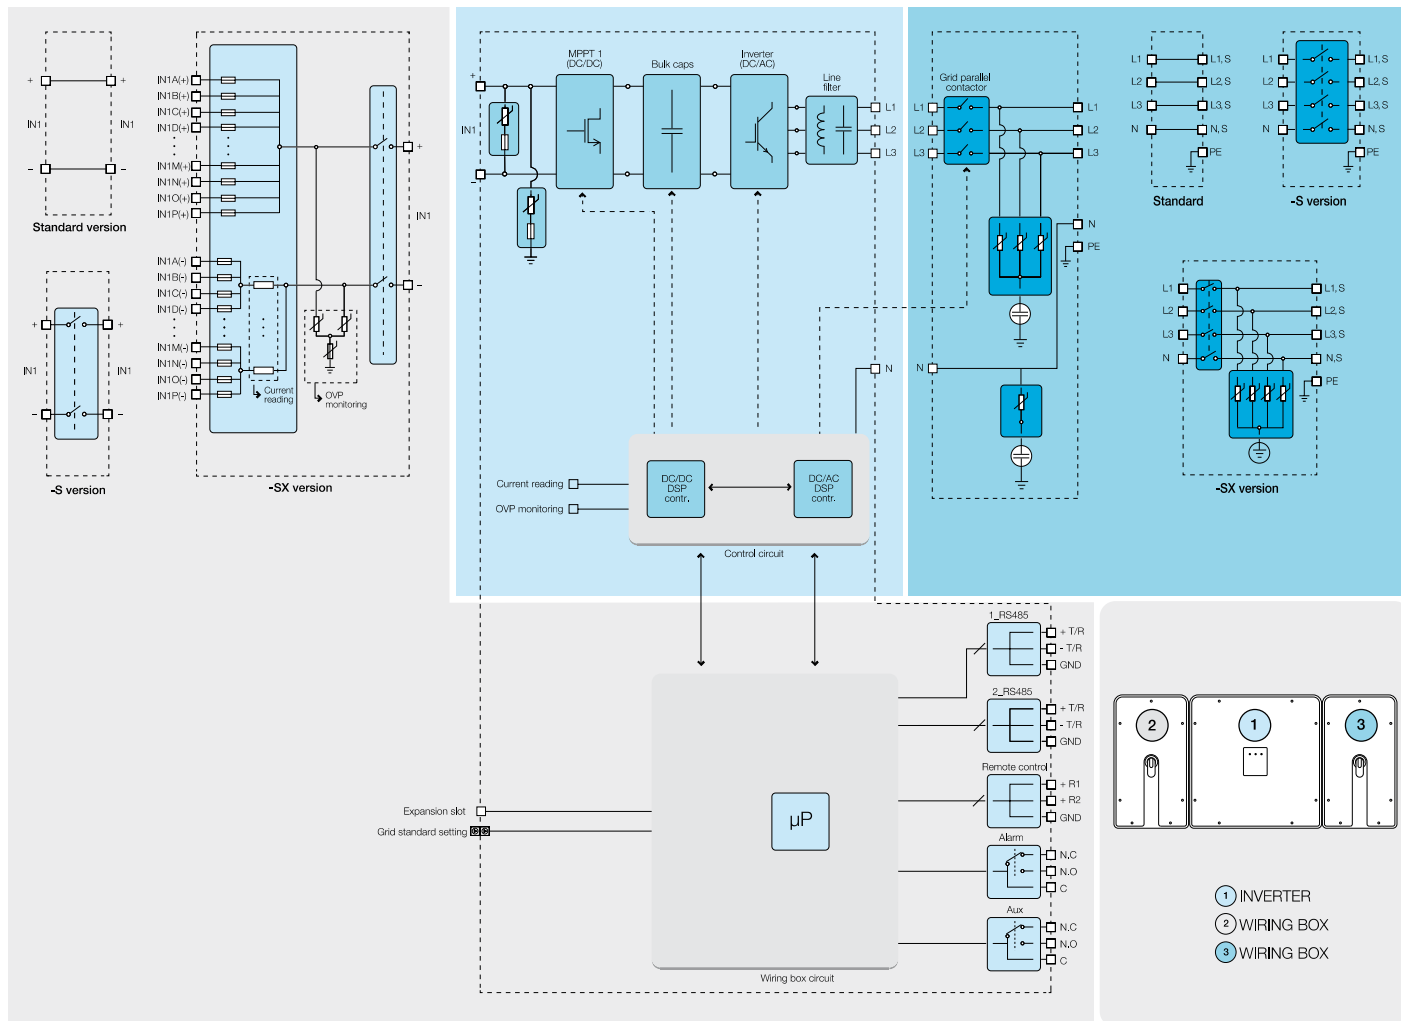 +
+
IN1
IN1
–
–
Standard version
+
+
IN1
IN1
–
–
-S version
IN1A(+)
IN1B(+)
IN1C(+)
IN1D(+)
IN1M(+)
IN1N(+)
IN1O(+)
IN1P(+)
IN1A(-)
IN1B(-)
IN1C(-)
IN1D(-)
IN1M(-)
IN1N(-)
IN1O(-)
IN1P(-)
Current
reading
OVP
monitoring
+
IN1
–
-SX version
MPPT 1
(DC/DC)
Bulk caps
Inverter
(DC/AC)
Line
filter
+
IN1
–
L1
L2
L3
N
Current reading
OVP monitoring
DC/DC
DSP
contr.
DC/AC
DSP
contr.
Control circuit
Grid parallel
contactor
L1
L2
L3
N
L1
L2
L3
N
PE
L1
L2
L3
N
L1, S
L2, S
L3, S
N, S
PE
Standard
L1
L2
L3
N
L1, S
L2, S
L3, S
N, S
PE
-S version
L1
L2
L3
N
L1, S
L2, S
L3, S
N,S
PE
-SX version
Expansion slot
Grid standard setting
µP
Wiring box circuit
1_RS485
+ T/R
- T/R
GND
2_RS485
+ T/R
- T/R
GND
Remote control
+ R1
+ R2
GND
Alarm
N.C
N.O
C
Aux
N.C
N.O
C
2
1
3
1 INVERTER
2 WIRING BOX
3 WIRING BOX